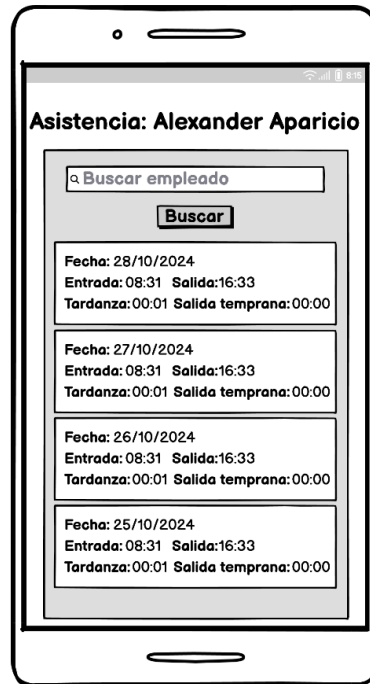 8:15
Asistencia: Alexander Aparicio
Buscar empleado
Buscar
Fecha: 28/10/2024
Entrada: 08:31 Salida:16:33
Tardanza:00:01 Salida temprana:00:00
Fecha: 27/10/2024
Entrada: 08:31 Salida:16:33
Tardanza:00:01 Salida temprana:00:00
Fecha: 26/10/2024
Entrada: 08:31 Salida:16:33
Tardanza:00:01 Salida temprana:00:00
Fecha: 25/10/2024
Entrada: 08:31 Salida:16:33
Tardanza:00:01 Salida temprana:00:00